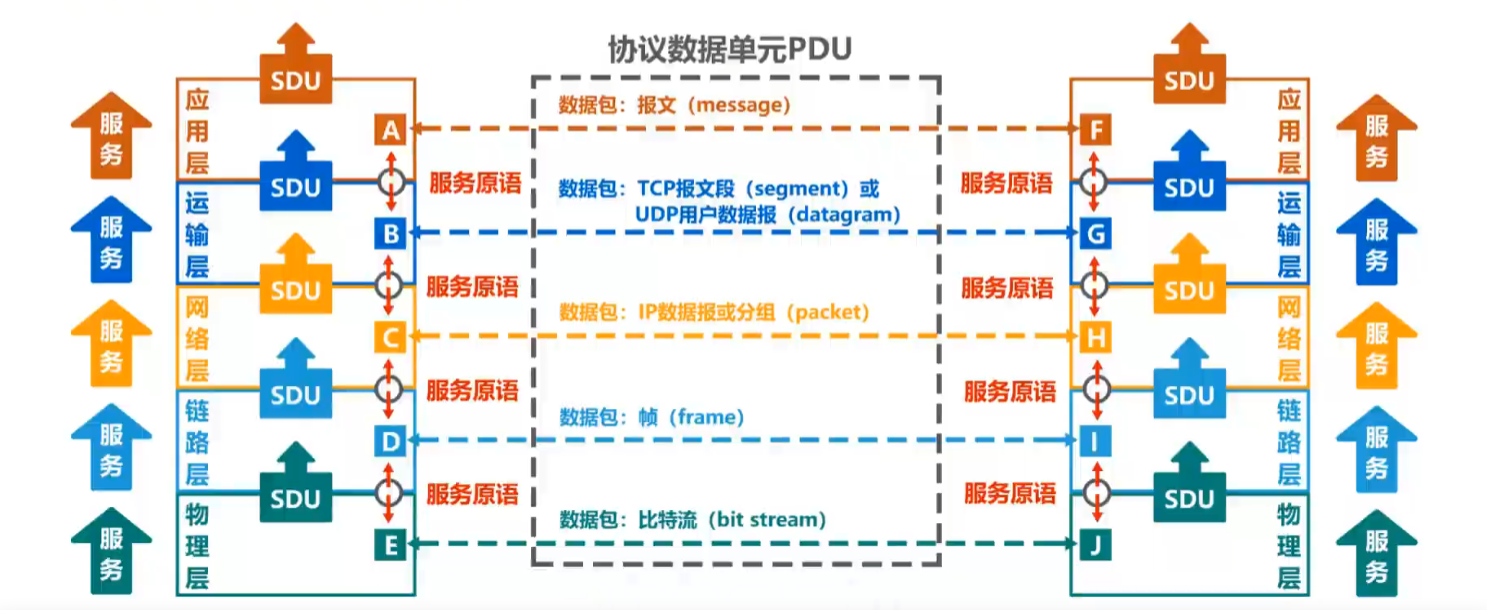 协议数据单元PDU
SDU
SDU
应用层
数据包：报文（message）
应用层
服务
A
F
服务
服务原语
服务原语
SDU
数据包：TCP报文段（segment）或
UDP用户数据报（datagram）
SDU
运输层
运输层
服务
B
G
服务
服务原语
服务原语
SDU
数据包：IP数据报或分组（packet）
SDU
网络层
网络层
服务
C
H
服务
服务原语
服务原语
SDU
数据包：帧（frame）
SDU
链路层
链路层
服务
D
I
服务
服务原语
服务原语
SDU
数据包：比特流（bit stream）
SDU
物理层
物理层
服务
E
J
服务